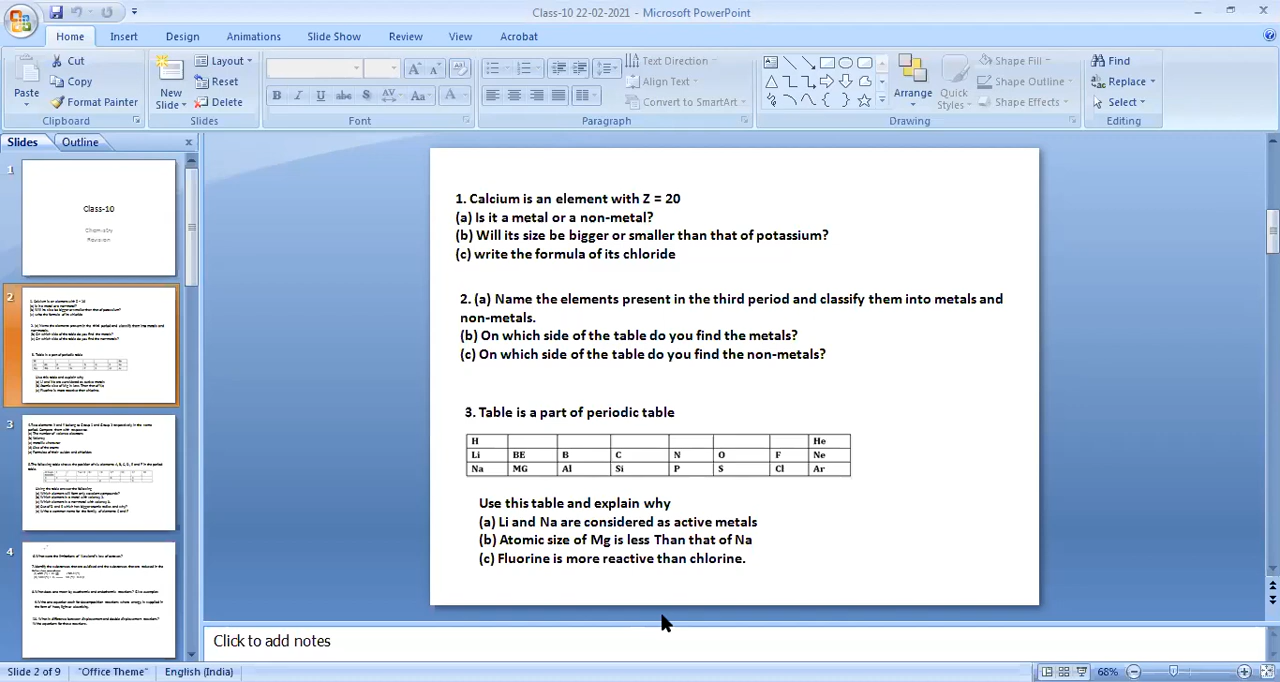 Class-10 22-02-2021 - Microsoft PowerPoint
Home Insert Design Animations Slide Show Review View Acrobat
Paste Cut Copy Format Painter
New Slide Layout Reset Delete
B I U abc S AV Aa A
Text Direction Align Text Convert to SmartArt
Arrange Quick Styles Shape Fill Shape Outline Shape Effects
Find Replace Select
Clipboard Slides Font Paragraph Drawing Editing
Slides Outline
1
Class-10
Chemistry
Revision
2
3
4
1. Calcium is an element with Z = 20
(a) Is it a metal or a non-metal?
(b) Will its size be bigger or smaller than that of potassium?
(c) write the formula of its chloride
2. (a) Name the elements present in the third period and classify them into metals and
non-metals.
(b) On which side of the table do you find the metals?
(c) On which side of the table do you find the non-metals?
3. Table is a part of periodic table
H He
Li BE B C N O F Ne
Na MG Al Si P S Cl Ar
Use this table and explain why
(a) Li and Na are considered as active metals
(b) Atomic size of Mg is less Than that of Na
(c) Fluorine is more reactive than chlorine.
Click to add notes
Slide 2 of 9 "Office Theme" English (India) 68%